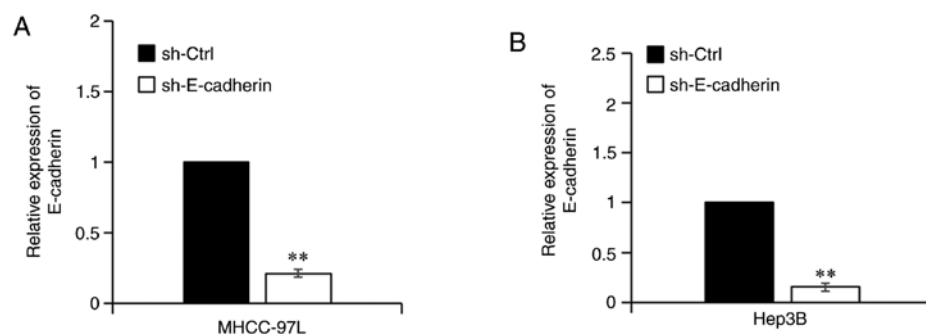 A
Relative expression of
E-cadherin
2
1.5
1
0.5
0
sh-Ctrl
sh-E-cadherin
**
MHCC-97L
B
Relative expression of
E-cadherin
2.5
2
1.5
1
0.5
0
sh-Ctrl
sh-E-cadherin
**
Hep3B